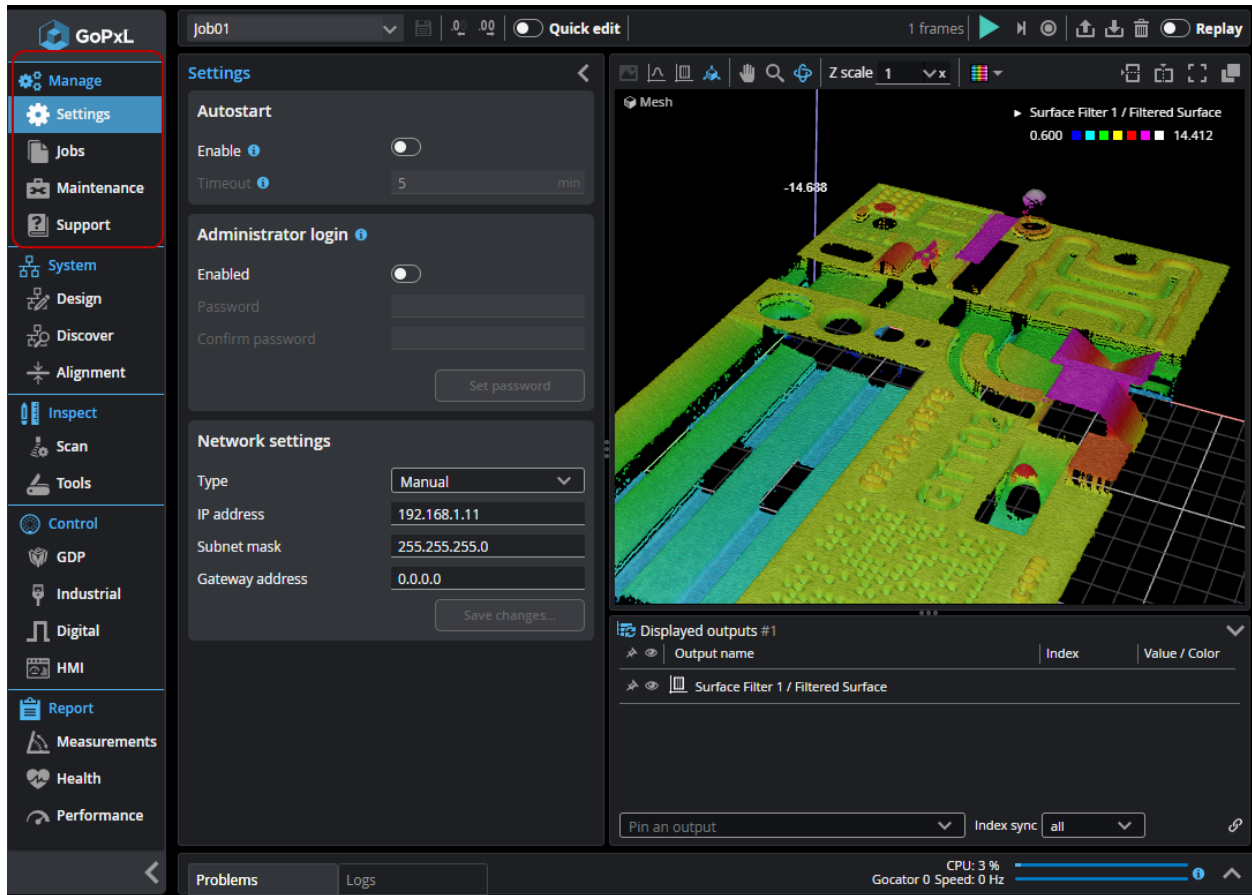 GoPxL
Job01
.0
.00
Quick edit
1 frames
Replay
Manage
Settings
Jobs
Maintenance
Support
System
Design
Discover
Alignment
Inspect
Scan
Tools
Control
GDP
Industrial
Digital
HMI
Report
Measurements
Health
Performance
Settings
Autostart
Enable
Timeout 5 min
Administrator login
Enabled
Password
Confirm password
Set password
Network settings
Type Manual
IP address 192.168.1.11
Subnet mask 255.255.255.0
Gateway address 0.0.0.0
Save changes...
Z scale 1 x
Mesh
Surface Filter 1 / Filtered Surface
0.600 14.412
-14.688
Displayed outputs #1
Output name Index Value / Color
Surface Filter 1 / Filtered Surface
Pin an output Index sync all
Problems Logs
CPU: 3 %
Gocator 0 Speed: 0 Hz